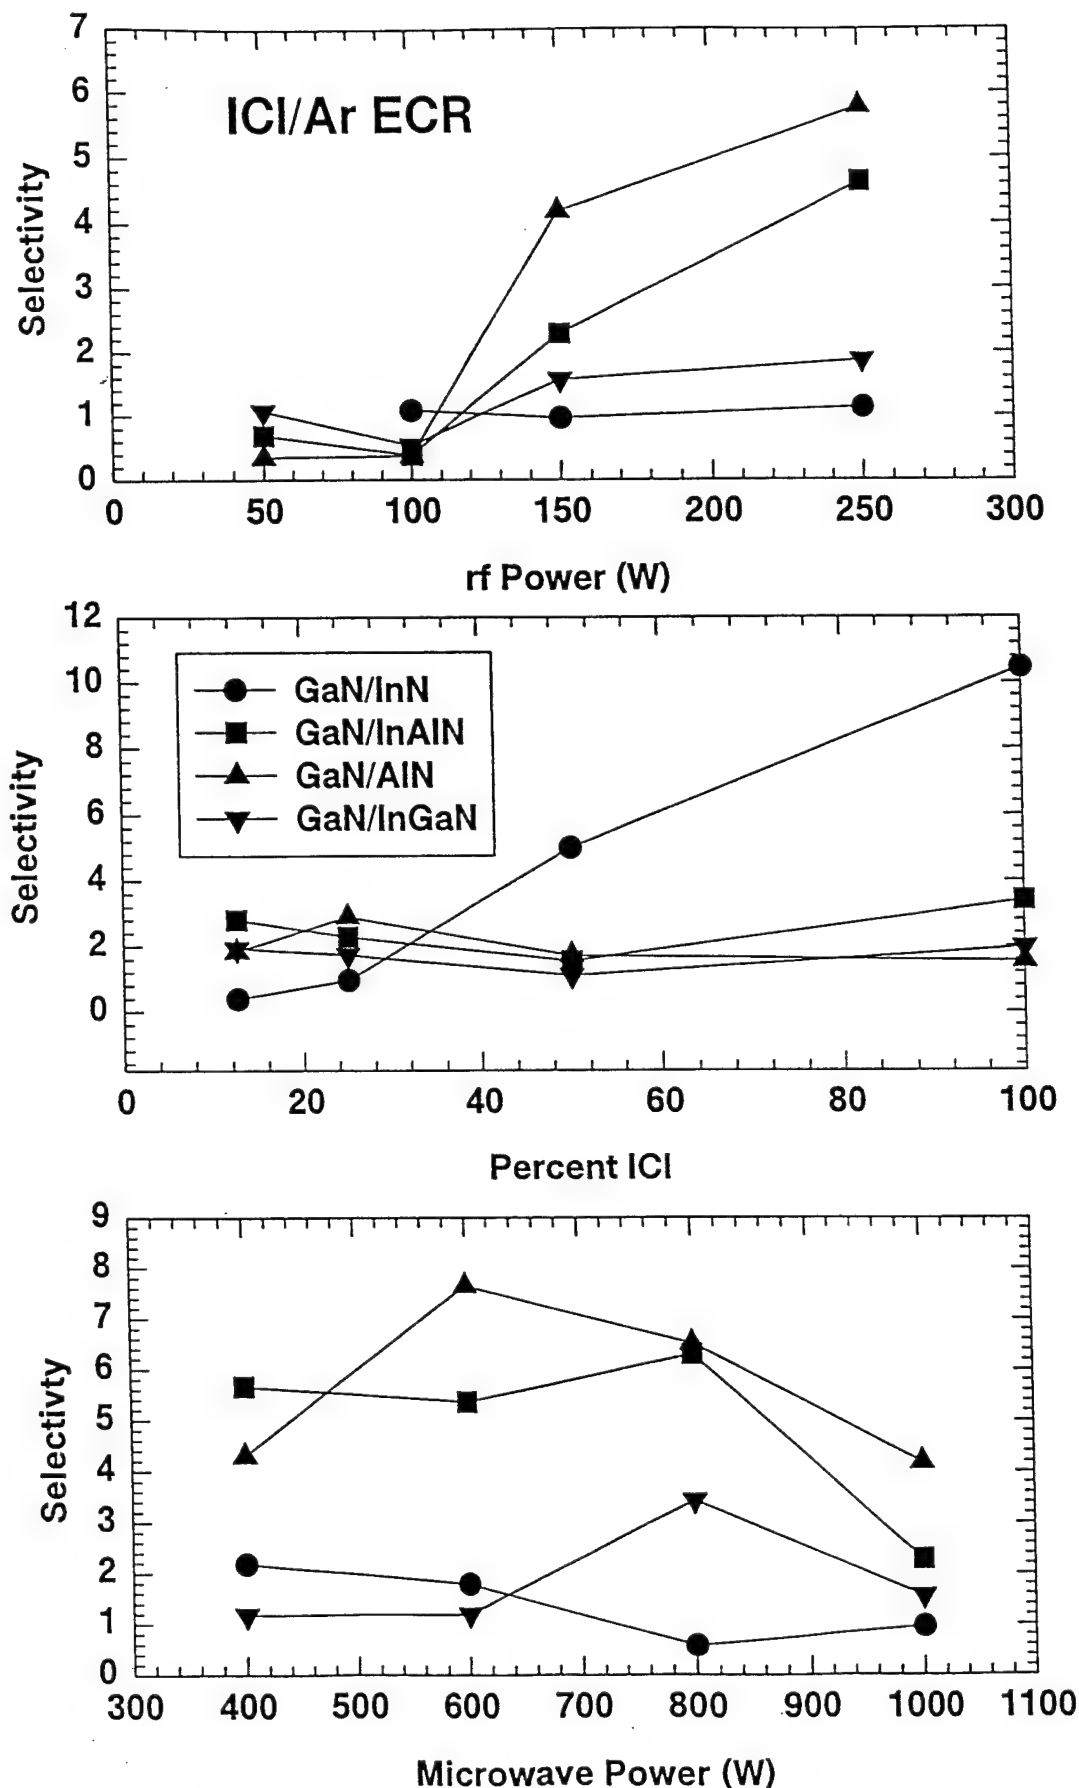 7
6
5
4
3
2
1
0
ICl/Ar ECR
Selectivity
0 50 100 150 200 250 300
rf Power (W)
12
10
8
6
4
2
0
GaN/InN
GaN/InAlN
GaN/AlN
GaN/InGaN
Selectivity
0 20 40 60 80 100
Percent ICl
9
8
7
6
5
4
3
2
1
0
Selectivty
300 400 500 600 700 800 900 1000 1100
Microwave Power (W)